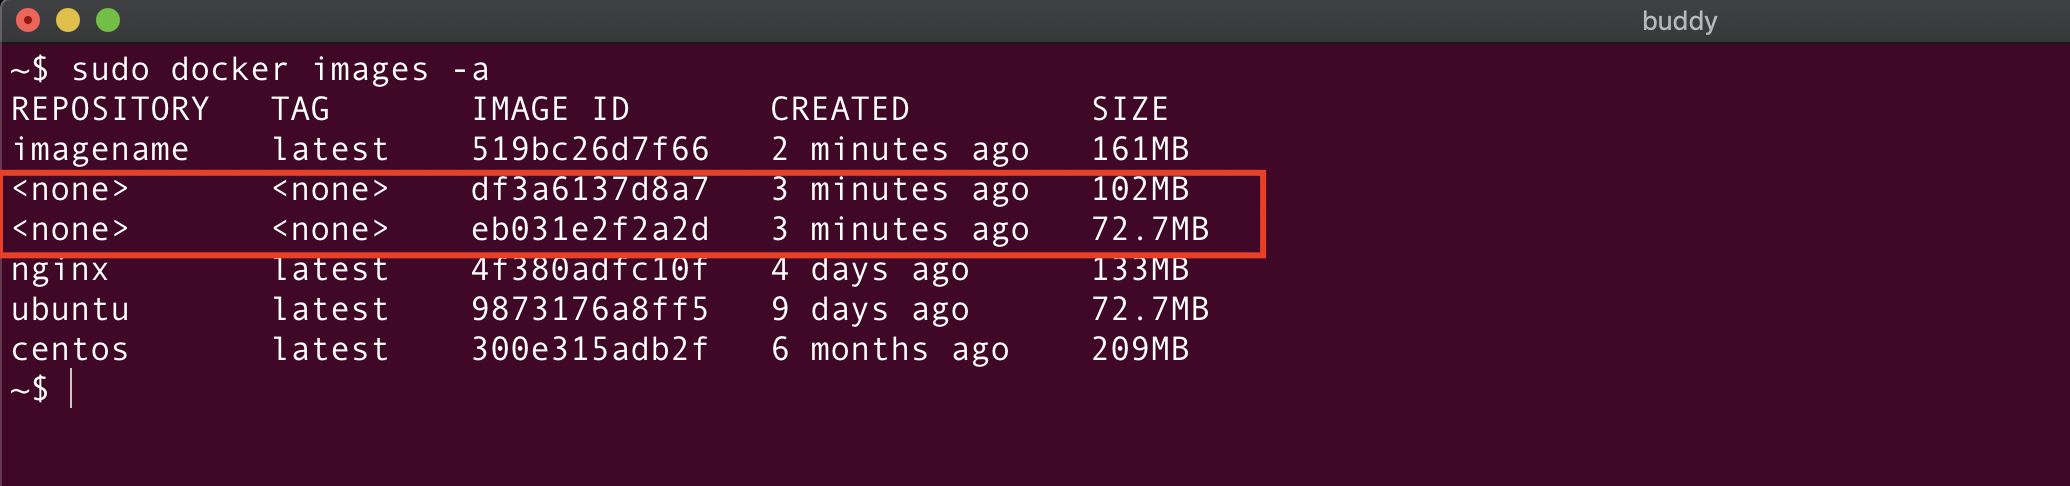 buddy
~$ sudo docker images -a
REPOSITORY   TAG       IMAGE ID       CREATED         SIZE
imagename    latest    519bc26d7f66   2 minutes ago   161MB
<none>       <none>    df3a6137d8a7   3 minutes ago   102MB
<none>       <none>    eb031e2f2a2d   3 minutes ago   72.7MB
nginx        latest    4f380adfc10f   4 days ago      133MB
ubuntu       latest    9873176a8ff5   9 days ago      72.7MB
centos       latest    300e315adb2f   6 months ago    209MB
~$